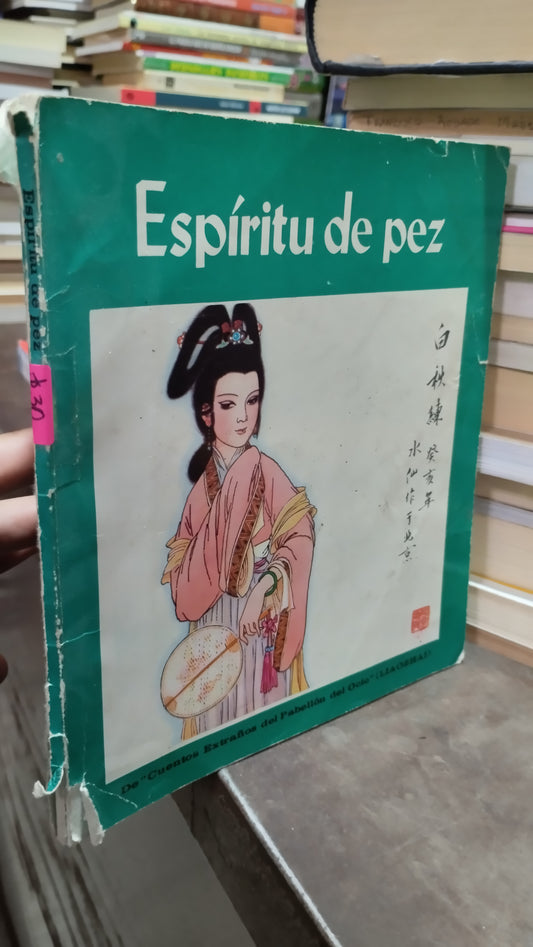 Espíritu de pez
白秋練
癸亥年
水仙作于北京
De "Cuentos Extraños del Pabellón del Ocio" (LIAOZHAI)
Espíritu de pez
$30